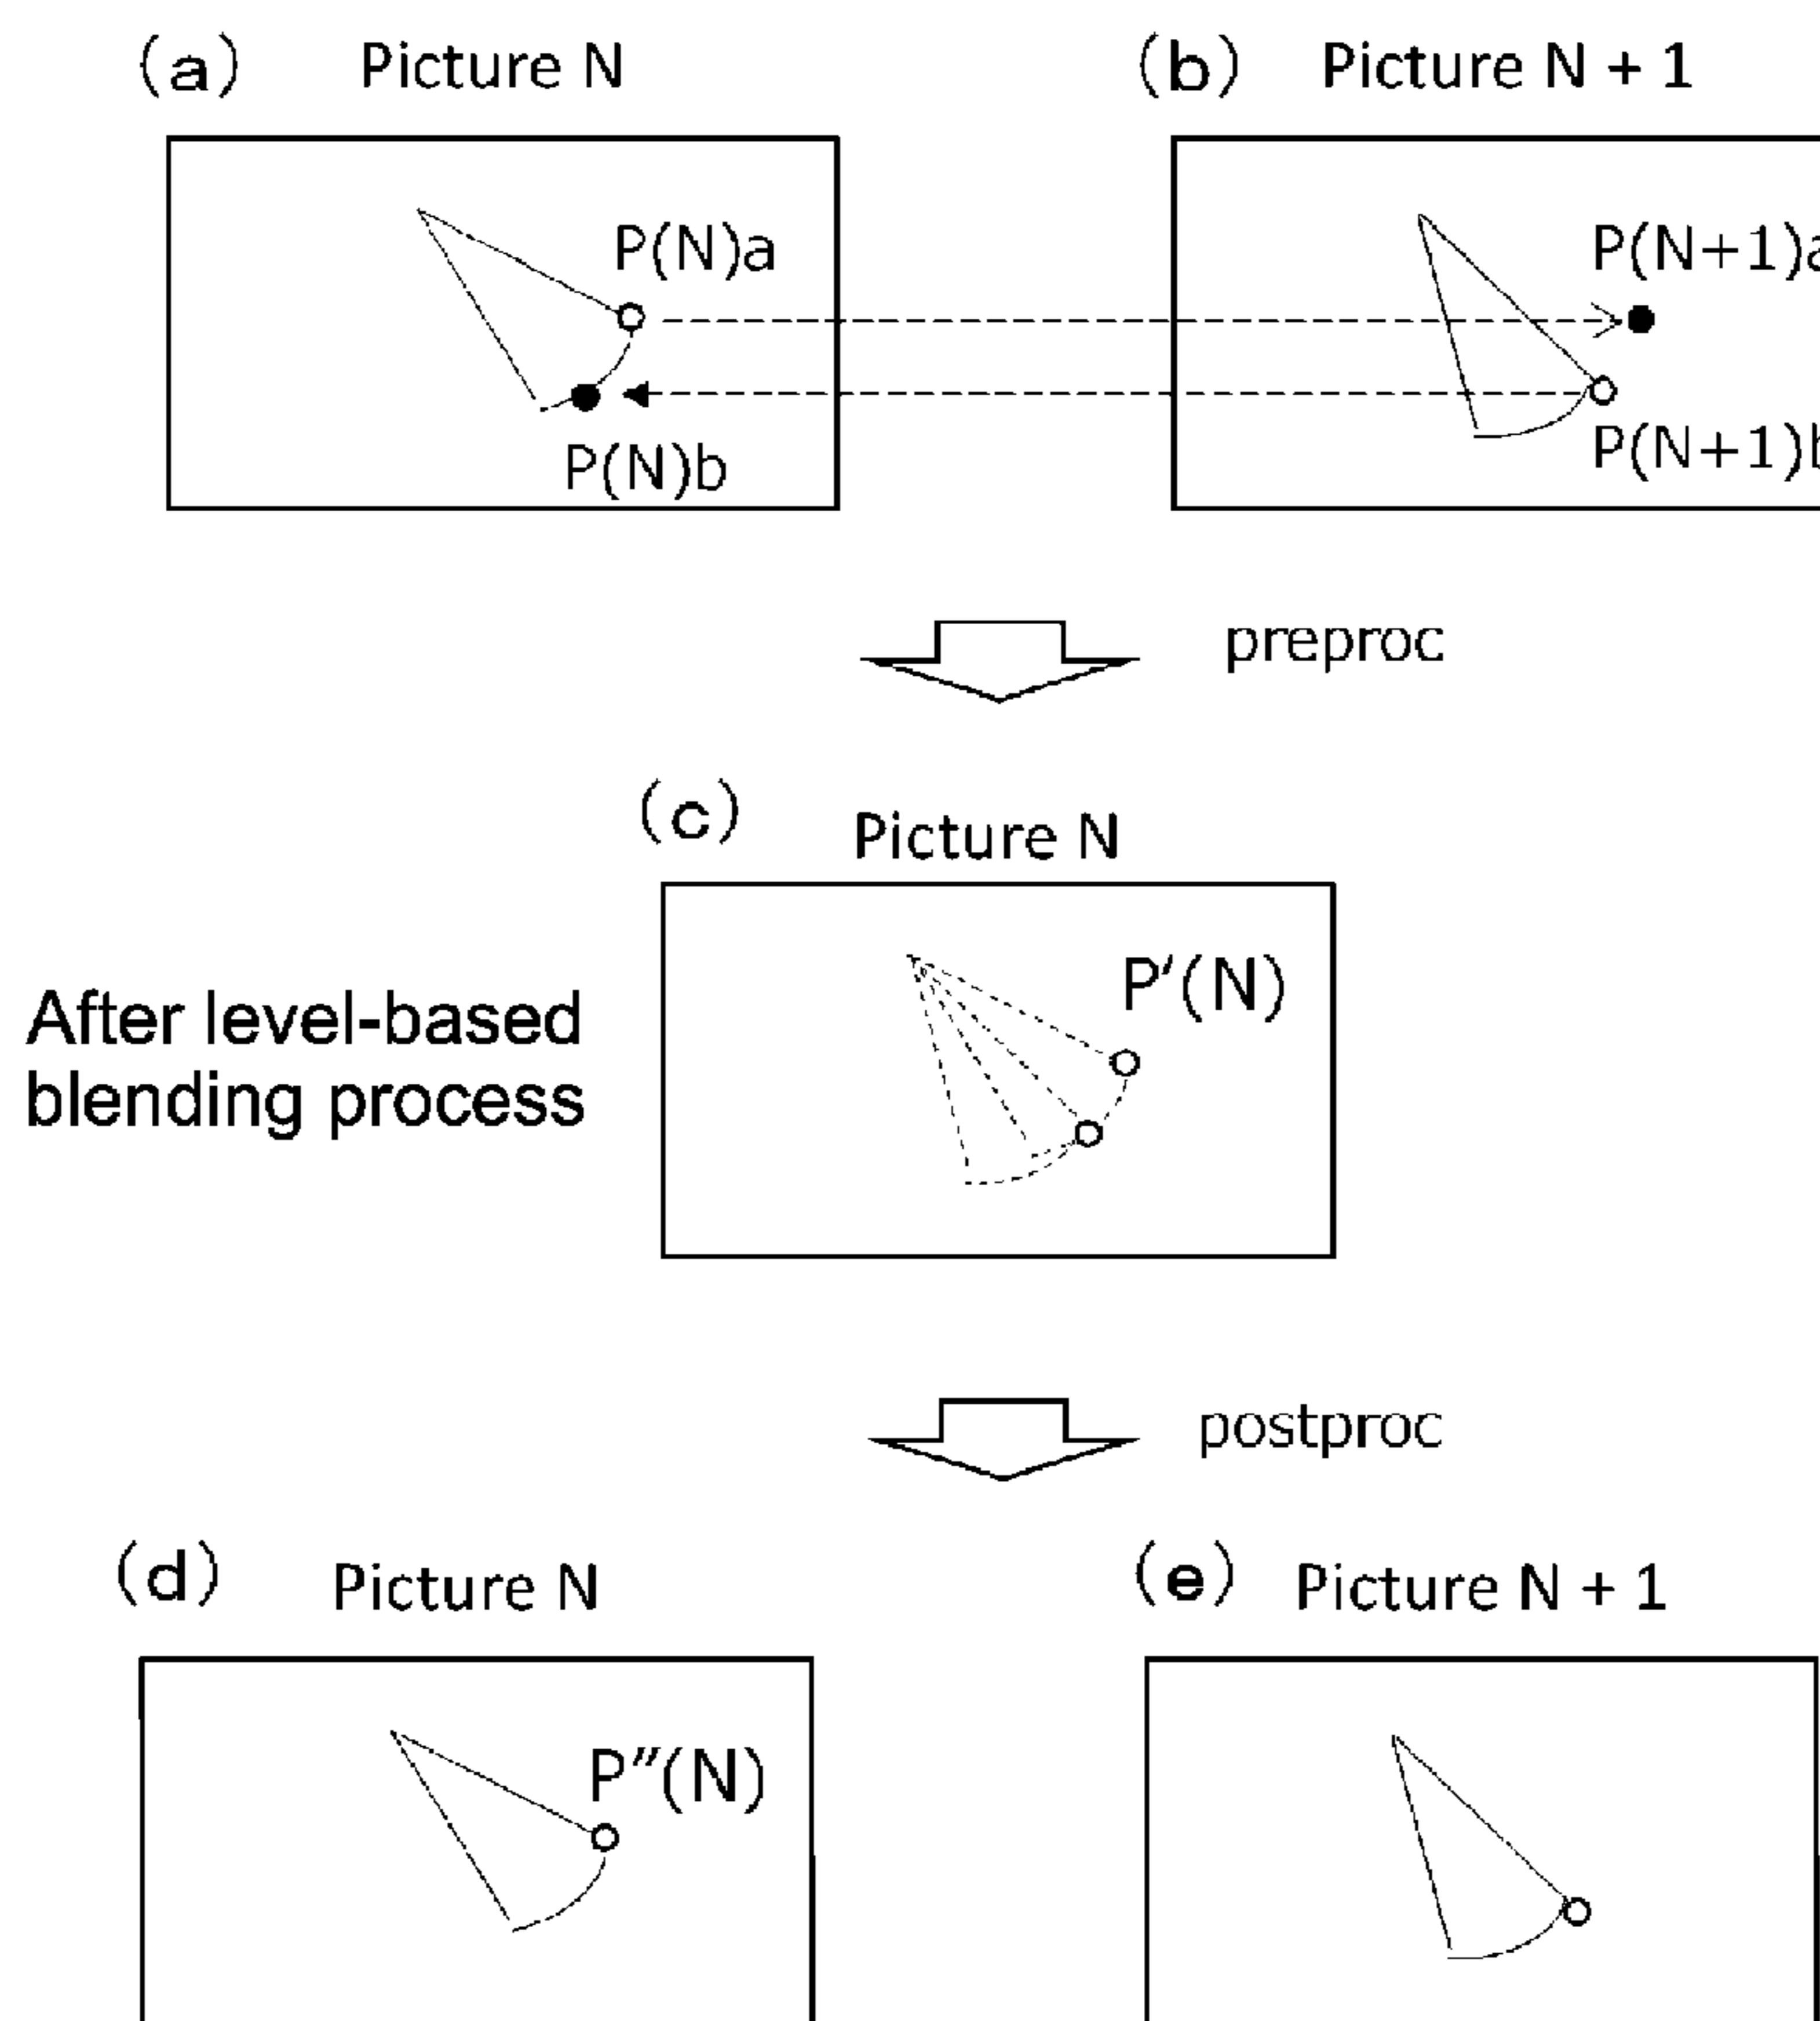 (a) Picture N
(b) Picture N + 1
P(N)a
P(N+1)a
P(N)b
P(N+1)b
preproc
(c) Picture N
P′(N)
After level-based
blending process
postproc
(d) Picture N
(e) Picture N + 1
P″(N)